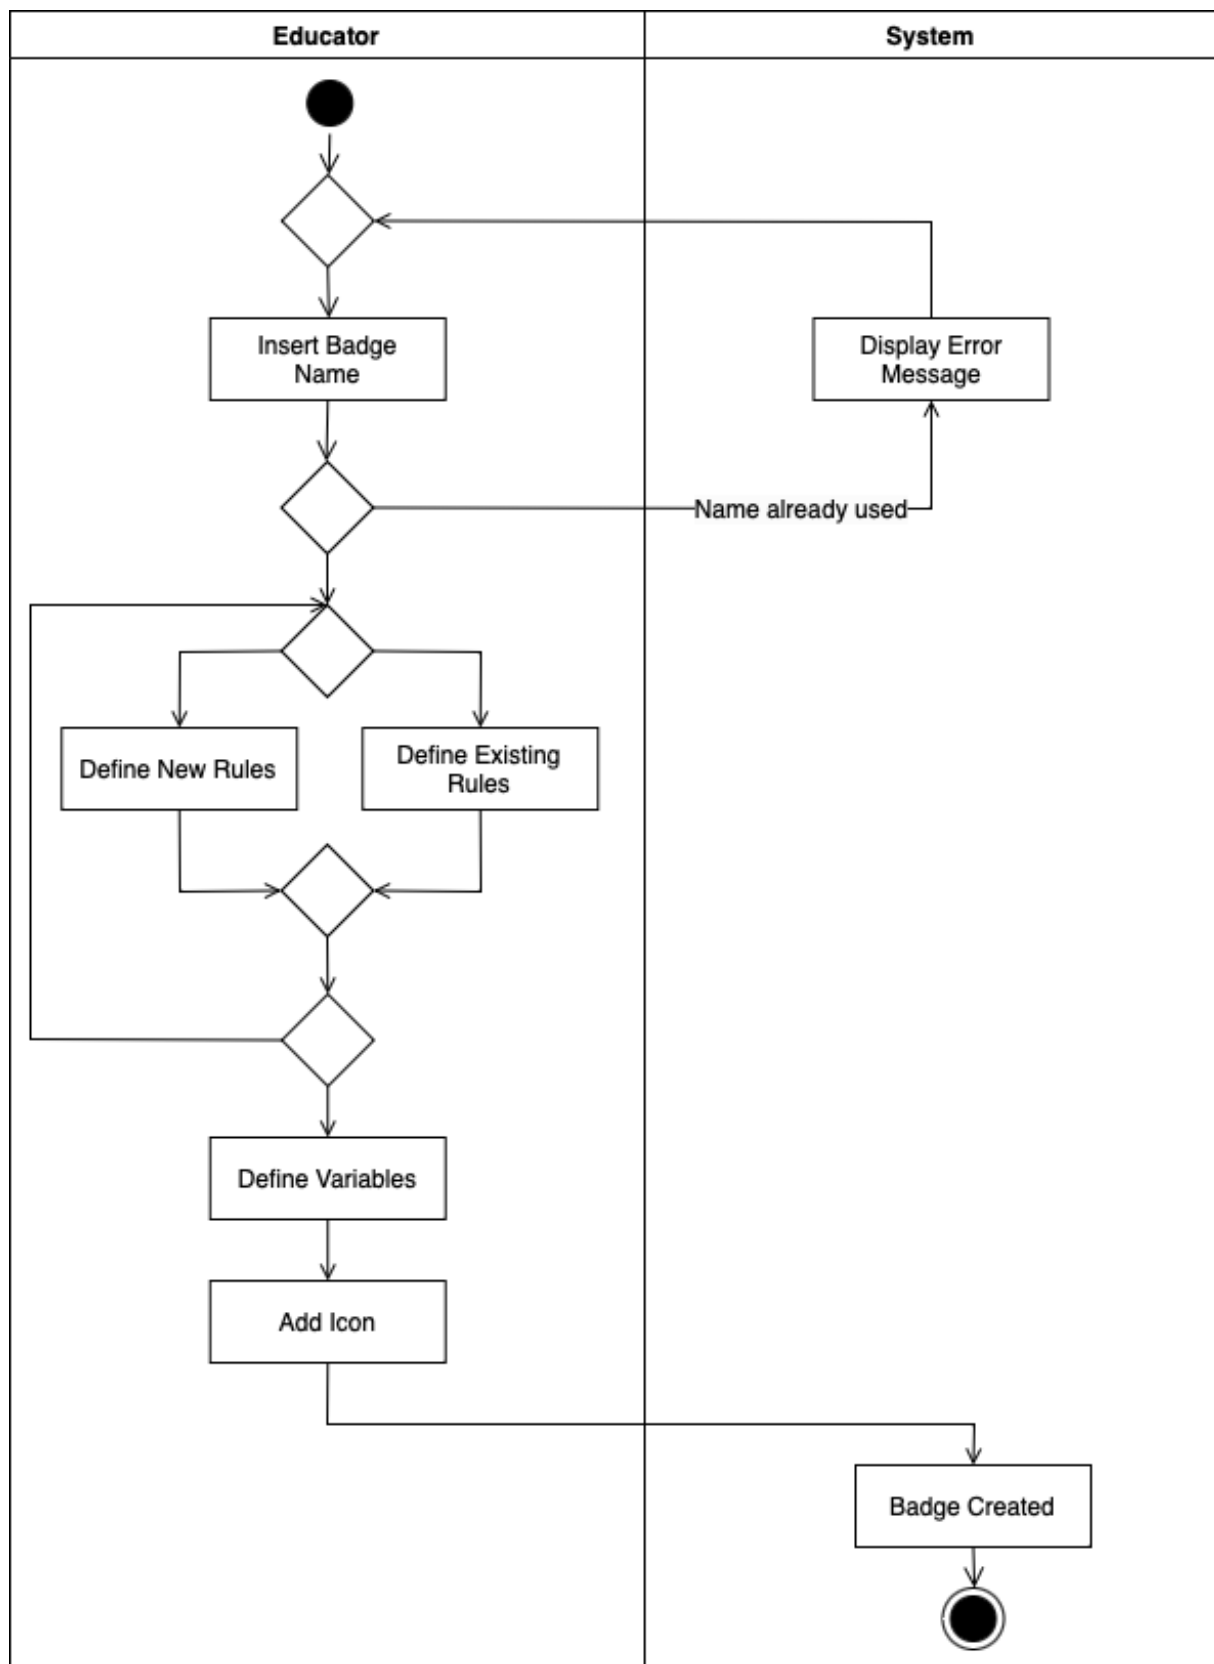 Educator
System
Insert Badge
Name
Display Error
Message
Name already used
Define New Rules
Define Existing
Rules
Define Variables
Add Icon
Badge Created